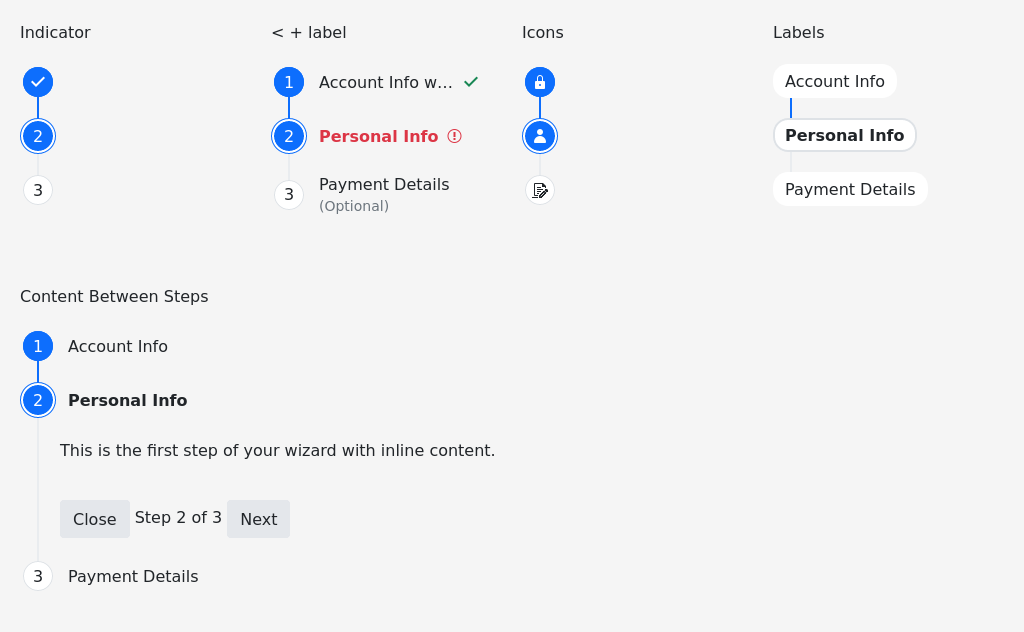 Indicator
2
3
< + label
1 Account Info w...
2 Personal Info
3 Payment Details
(Optional)
Icons
Labels
Account Info
Personal Info
Payment Details
Content Between Steps
1 Account Info
2 Personal Info
This is the first step of your wizard with inline content.
Close Step 2 of 3 Next
3 Payment Details